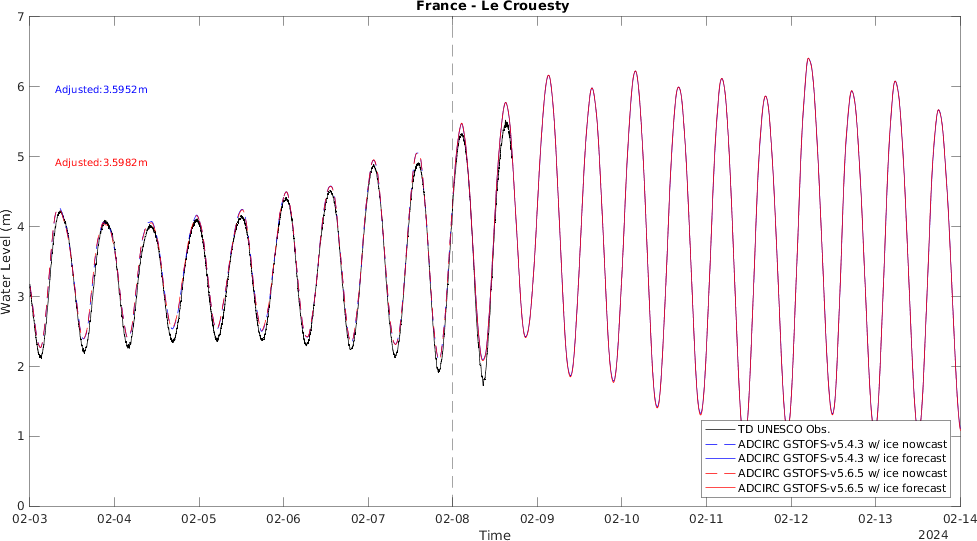 France - Le Crouesty
7
6
5
4
3
2
1
0
Water Level (m)
Adjusted:3.5952m
Adjusted:3.5982m
TD UNESCO Obs.
ADCIRC GSTOFS-v5.4.3 w/ ice nowcast
ADCIRC GSTOFS-v5.4.3 w/ ice forecast
ADCIRC GSTOFS-v5.6.5 w/ ice nowcast
ADCIRC GSTOFS-v5.6.5 w/ ice forecast
02-03 02-04 02-05 02-06 02-07 02-08 02-09 02-10 02-11 02-12 02-13 02-14
Time
2024